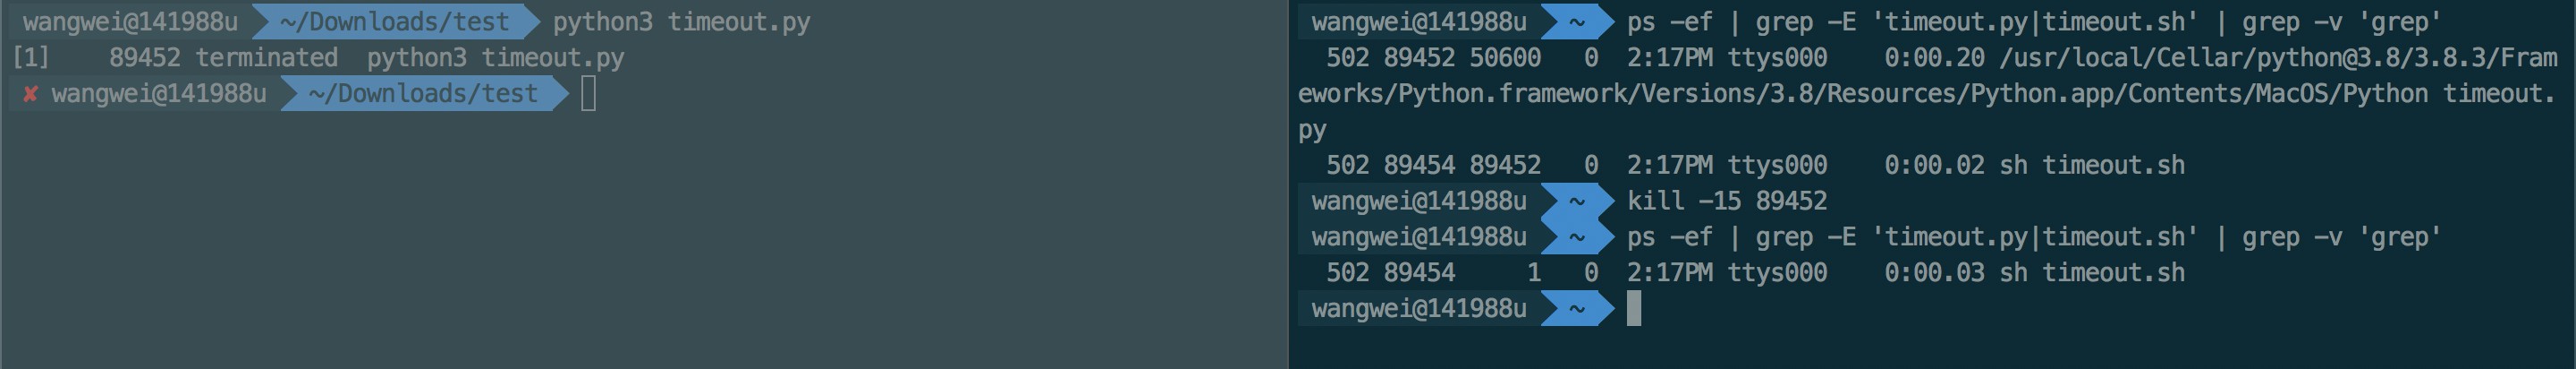 wangwei@141988u ~/Downloads/test python3 timeout.py
[1]    89452 terminated  python3 timeout.py
✘ wangwei@141988u ~/Downloads/test
wangwei@141988u ~ ps -ef | grep -E 'timeout.py|timeout.sh' | grep -v 'grep'
502 89452 50600   0  2:17PM ttys000    0:00.20 /usr/local/Cellar/python@3.8/3.8.3/Fram
eworks/Python.framework/Versions/3.8/Resources/Python.app/Contents/MacOS/Python timeout.
py
502 89454 89452   0  2:17PM ttys000    0:00.02 sh timeout.sh
wangwei@141988u ~ kill -15 89452
wangwei@141988u ~ ps -ef | grep -E 'timeout.py|timeout.sh' | grep -v 'grep'
502 89454     1   0  2:17PM ttys000    0:00.03 sh timeout.sh
wangwei@141988u ~